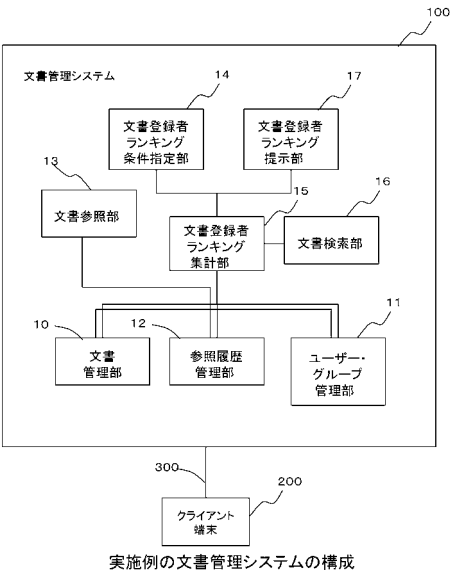 100
文書管理システム
14
17
文書登録者
ランキング
条件指定部
文書登録者
ランキング
提示部
13
15
16
文書参照部
文書登録者
ランキング
集計部
文書検索部
10
12
11
文書
管理部
参照履歴
管理部
ユーザー・
グループ
管理部
300
200
クライアント
端末
実施例の文書管理システムの構成